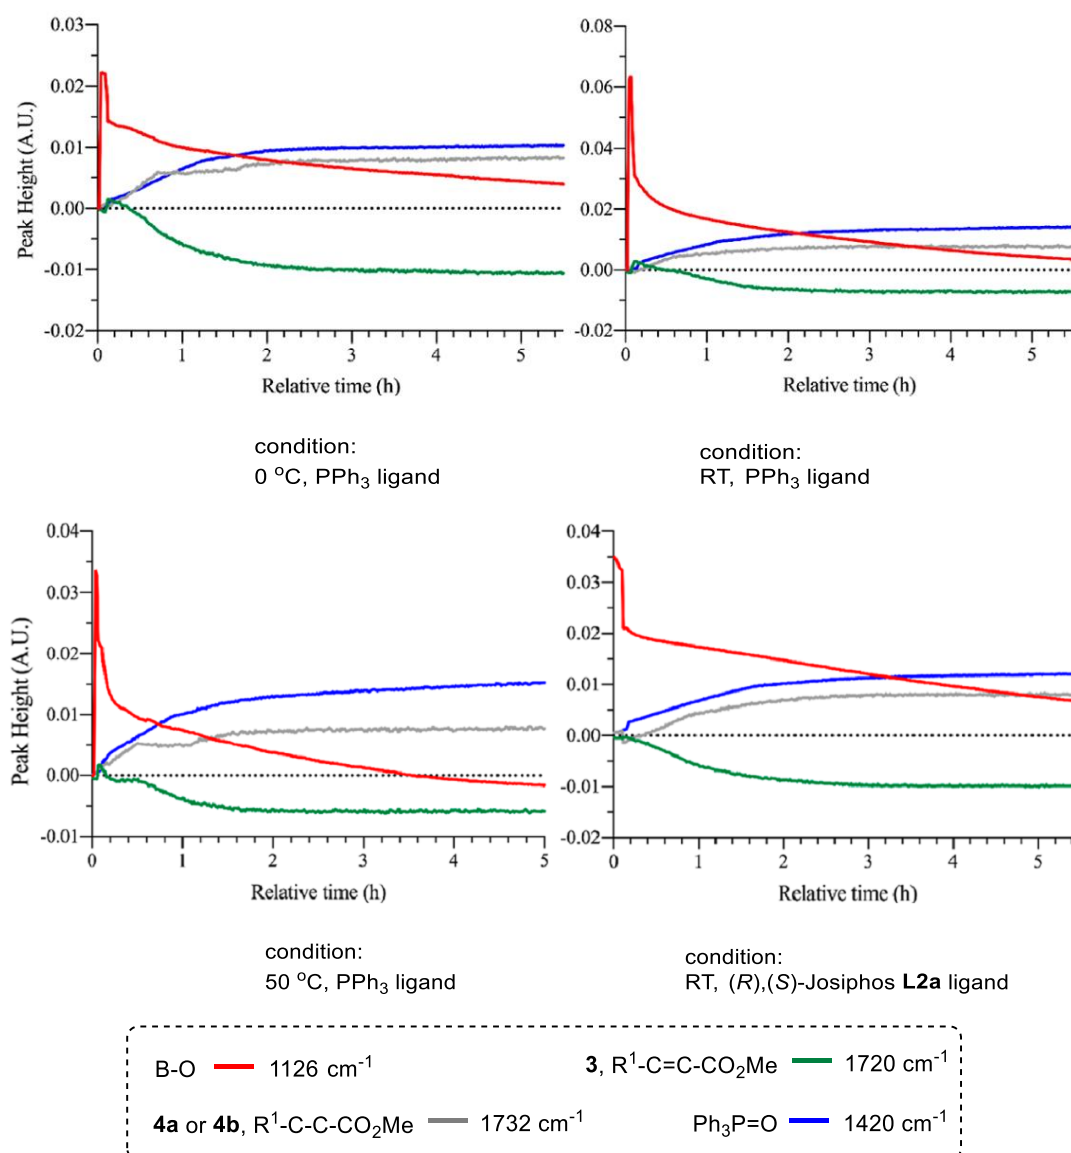 0.03
0.02
0.01
0.00
-0.01
-0.02
Peak Height (A.U.)
0 1 2 3 4 5
Relative time (h)
condition:
0 °C, PPh₃ ligand
0.08
0.06
0.04
0.02
0.00
-0.02
0 1 2 3 4 5
Relative time (h)
condition:
RT, PPh₃ ligand
0.04
0.03
0.02
0.01
0.00
-0.01
Peak Height (A.U.)
0 1 2 3 4 5
Relative time (h)
condition:
50 °C, PPh₃ ligand
0.04
0.03
0.02
0.01
0.00
-0.01
-0.02
0 1 2 3 4 5
Relative time (h)
condition:
RT, (R),(S)-Josiphos L2a ligand
B-O 1126 cm⁻¹
3, R¹-C=C-CO₂Me 1720 cm⁻¹
4a or 4b, R¹-C-C-CO₂Me 1732 cm⁻¹
Ph₃P=O 1420 cm⁻¹